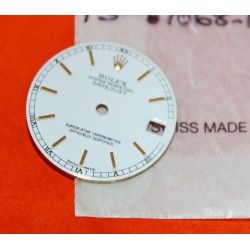 ROLEX
OYSTER PERPETUAL
DATEJUST
SUPERLATIVE CHRONOMETER
OFFICIALLY CERTIFIED
SWISS MADE